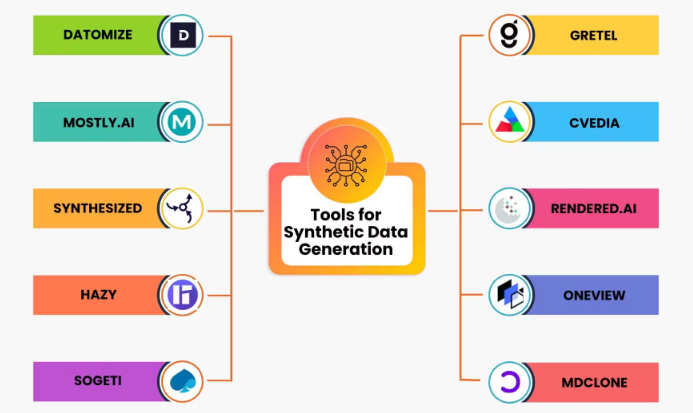 DATOMIZE
D
MOSTLY.AI
M
SYNTHESIZED
HAZY
SOGETI
Tools for
Synthetic Data
Generation
g
GRETEL
CVEDIA
RENDERED.AI
ONEVIEW
MDCLONE